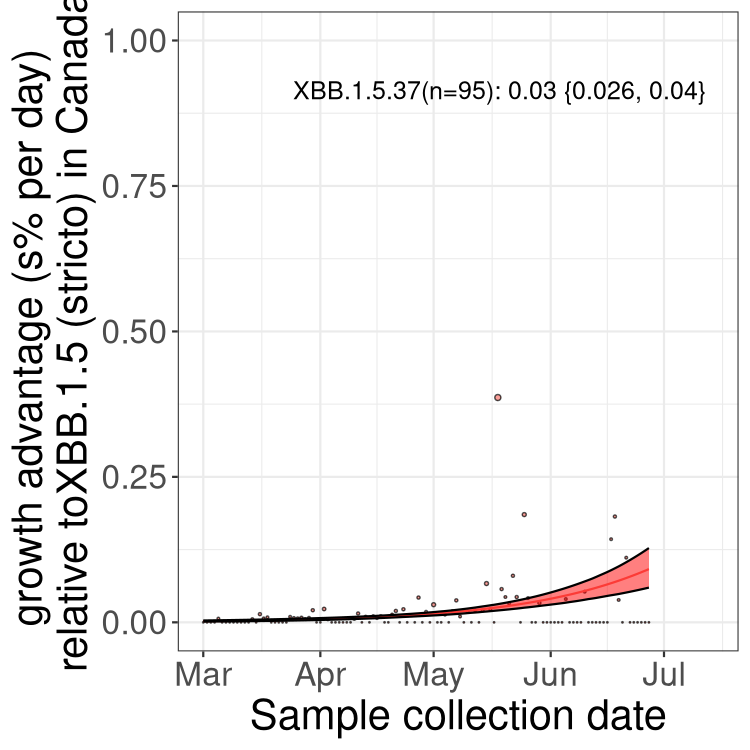 growth advantage (s% per day)
relative toXBB.1.5 (stricto) in Canada
1.00
XBB.1.5.37(n=95): 0.03 {0.026, 0.04}
0.75
0.50
0.25
0.00
Mar Apr May Jun Jul
Sample collection date